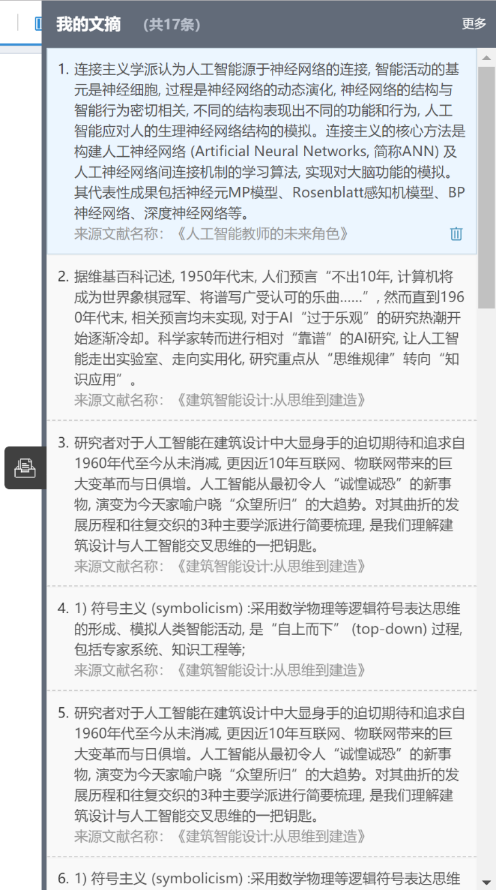 我的文摘 （共17条） 更多
1. 连接主义学派认为人工智能源于神经网络的连接, 智能活动的基
元是神经细胞, 过程是神经网络的动态演化, 神经网络的结构与
智能行为密切相关, 不同的结构表现出不同的功能和行为, 人工
智能应对人的生理神经网络结构的模拟。连接主义的核心方法是
构建人工神经网络 (Artificial Neural Networks, 简称ANN) 及
人工神经网络间连接机制的学习算法, 实现对大脑功能的模拟。
其代表性成果包括神经元MP模型、Rosenblatt感知机模型、BP
神经网络、深度神经网络等。
来源文献名称：《人工智能教师的未来角色》
2. 据维基百科记述, 1950年代末, 人们预言“不出10年, 计算机将
成为世界象棋冠军、将谱写广受认可的乐曲……”, 然而直到196
0年代末, 相关预言均未实现, 对于AI“过于乐观”的研究热潮开
始逐渐冷却。科学家转而进行相对“靠谱”的AI研究, 让人工智
能走出实验室、走向实用化, 研究重点从“思维规律”转向“知
识应用”。
来源文献名称：《建筑智能设计:从思维到建造》
3. 研究者对于人工智能在建筑设计中大显身手的迫切期待和追求自
1960年代至今从未消减, 更因近10年互联网、物联网带来的巨
大变革而与日俱增。人工智能从最初令人“诚惶诚恐”的新事
物, 演变为今天家喻户晓“众望所归”的大趋势。对其曲折的发
展历程和往复交织的3种主要学派进行简要梳理, 是我们理解建
筑设计与人工智能交叉思维的一把钥匙。
来源文献名称：《建筑智能设计:从思维到建造》
4. 1) 符号主义 (symbolicism) :采用数学物理等逻辑符号表达思维
的形成、模拟人类智能活动, 是“自上而下” (top-down) 过程,
包括专家系统、知识工程等;
来源文献名称：《建筑智能设计:从思维到建造》
5. 研究者对于人工智能在建筑设计中大显身手的迫切期待和追求自
1960年代至今从未消减, 更因近10年互联网、物联网带来的巨
大变革而与日俱增。人工智能从最初令人“诚惶诚恐”的新事
物, 演变为今天家喻户晓“众望所归”的大趋势。对其曲折的发
展历程和往复交织的3种主要学派进行简要梳理, 是我们理解建
筑设计与人工智能交叉思维的一把钥匙。
来源文献名称：《建筑智能设计:从思维到建造》
6. 1) 符号主义 (symbolicism) :采用数学物理等逻辑符号表达思维